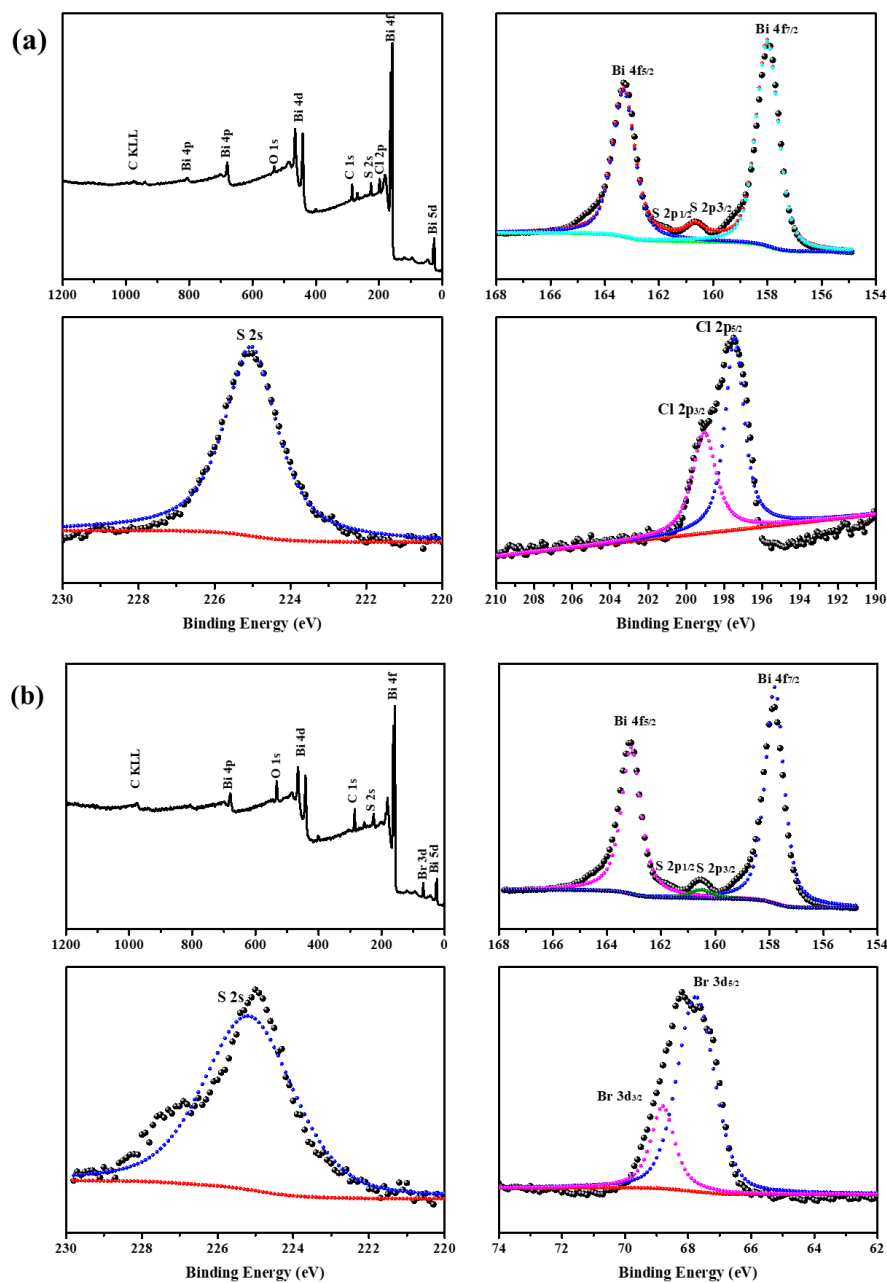 (a)
C KLL
Bi 4p
Bi 4p
O 1s
Bi 4d
C 1s
S 2s
Cl 2p
Bi 4f
Bi 5d
1200 1000 800 600 400 200 0
Bi 4f5/2
S 2p1/2
S 2p3/2
Bi 4f7/2
168 166 164 162 160 158 156 154
S 2s
230 228 226 224 222 220
Binding Energy (eV)
Cl 2p5/2
Cl 2p3/2
210 208 206 204 202 200 198 196 194 192 190
Binding Energy (eV)
(b)
C KLL
Bi 4p
O 1s
Bi 4d
C 1s
S 2s
Bi 4f
Br 3d
Bi 5d
1200 1000 800 600 400 200 0
Bi 4f5/2
S 2p1/2
S 2p3/2
Bi 4f7/2
168 166 164 162 160 158 156 154
S 2s
230 228 226 224 222 220
Binding Energy (eV)
Br 3d5/2
Br 3d3/2
74 72 70 68 66 64 62
Binding Energy (eV)